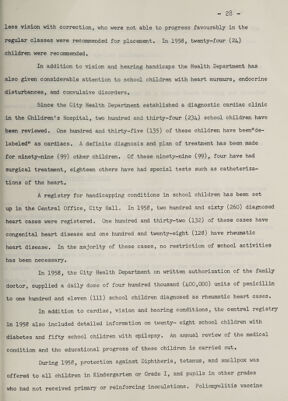 - 28 -
less vision with correction, who were not able to progress favourably in the
regular classes were recommended for placement. In 1958, twenty-four (24)
children were recommended.
In addition to vision and hearing handicaps the Health Department has
also given considerable attention to school children with heart murmurs, endocrine
disturbances, and convulsive disorders.
Since the City Health Department established a diagnostic cardiac clinic
in the Children's Hospital, two hundred and thirty-four (234) school children have
been reviewed. One hundred and thirty-five (135) of these children have been "de-
labeled" as cardiacs. A definite diagnosis and plan of treatment has been made
for ninety-nine (99) other children. Of these ninety-nine (99), four have had
surgical treatment, eighteen others have had special tests such as catheteriza-
tions of the heart.
A registry for handicapping conditions in school children has been set
up in the Central Office, City Hall. In 1958, two hundred and sixty (260) diagnosed
heart cases were registered. One hundred and thirty-two (132) of these cases have
congenital heart disease and one hundred and twenty-eight (128) have rheumatic
heart disease. In the majority of these cases, no restriction of school activities
has been necessary.
In 1958, the City Health Department on written authorization of the family
doctor, supplied a daily dose of four hundred thousand (400,000) units of penicillin
to one hundred and eleven (111) school children diagnosed as rheumatic heart cases.
In addition to cardiac, vision and hearing conditions, the central registry
in 1958 also included detailed information on twenty- eight school children with
diabetes and fifty school children with epilepsy. An annual review of the medical
condition and the educational progress of these children is carried out.
During 1958, protection against Diphtheria, tetanus, and smallpox was
offered to all children in Kindergarten or Grade I, and pupils in other grades
who had not received primary or reinforcing inoculations. Poliomyelitis vaccine